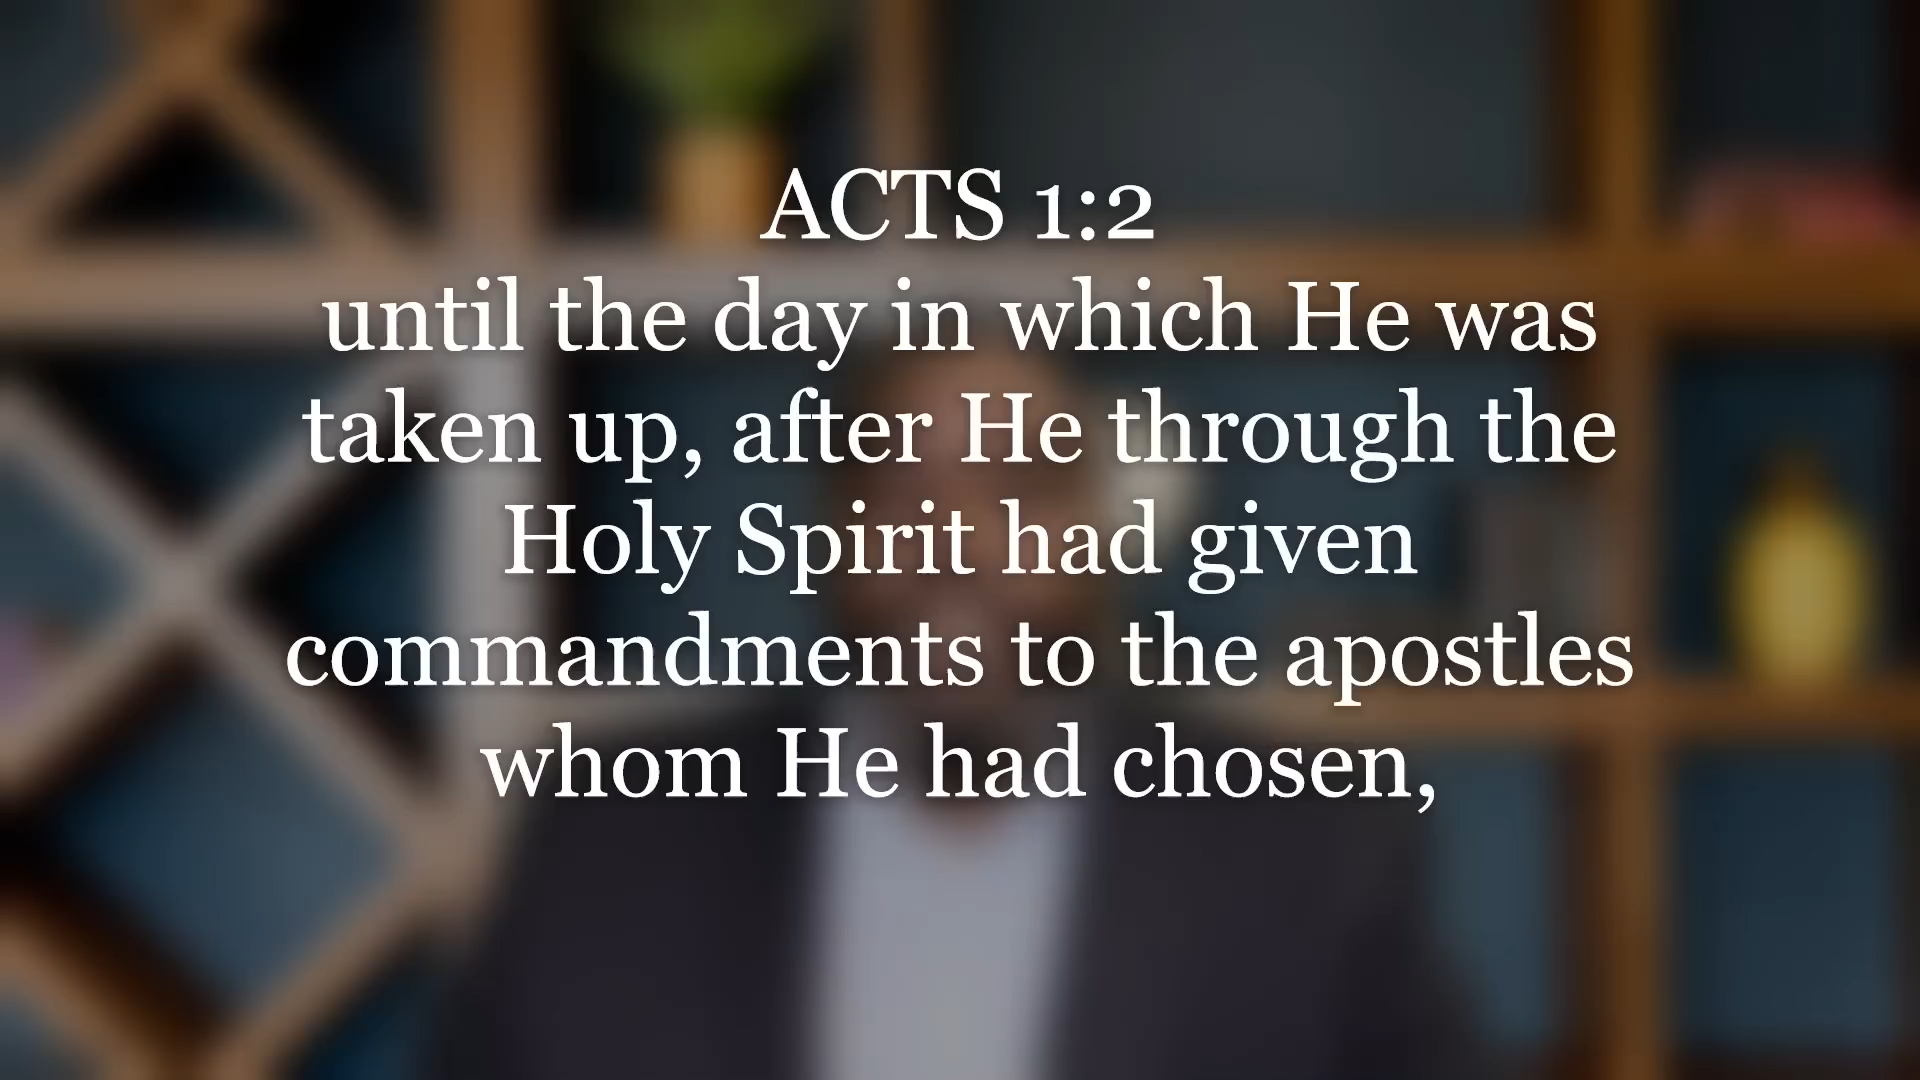 ACTS 1:2
until the day in which He was
taken up, after He through the
Holy Spirit had given
commandments to the apostles
whom He had chosen,